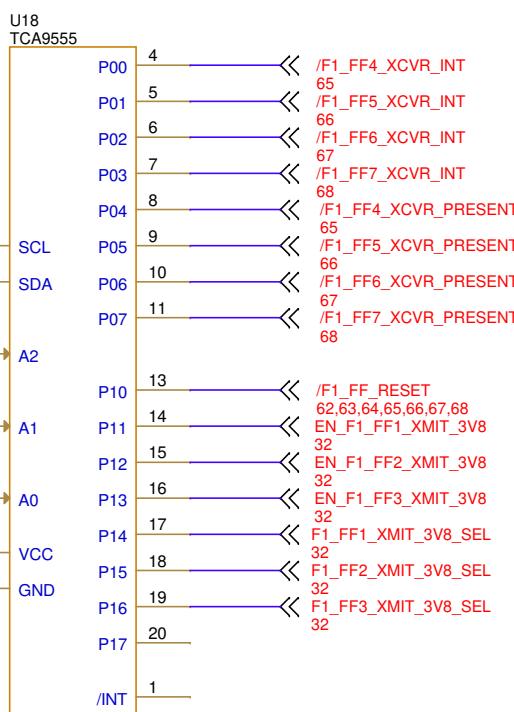 U18
TCA9555
P00 4 /F1_FF4_XCVR_INT
65
P01 5 /F1_FF5_XCVR_INT
66
P02 6 /F1_FF6_XCVR_INT
67
P03 7 /F1_FF7_XCVR_INT
68
P04 8 /F1_FF4_XCVR_PRESENT
65
SCL P05 9 /F1_FF5_XCVR_PRESENT
66
SDA P06 10 /F1_FF6_XCVR_PRESENT
67
P07 11 /F1_FF7_XCVR_PRESENT
68
A2
P10 13 /F1_FF_RESET
62,63,64,65,66,67,68
A1 P11 14 EN_F1_FF1_XMIT_3V8
32
P12 15 EN_F1_FF2_XMIT_3V8
32
A0 P13 16 EN_F1_FF3_XMIT_3V8
32
P14 17 F1_FF1_XMIT_3V8_SEL
32
VCC
P15 18 F1_FF2_XMIT_3V8_SEL
32
GND
P16 19 F1_FF3_XMIT_3V8_SEL
32
P17 20
/INT 1